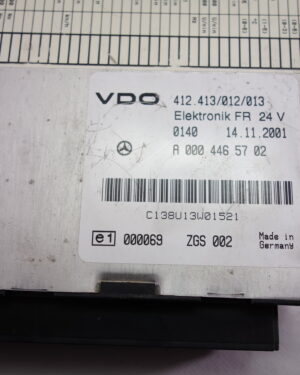 VDO 412.413/012/013
Elektronik FR 24 V
0140 14.11.2001
A 000 446 57 02
C138U13W01521
e1 000069 ZGS 002 Made in
Germany